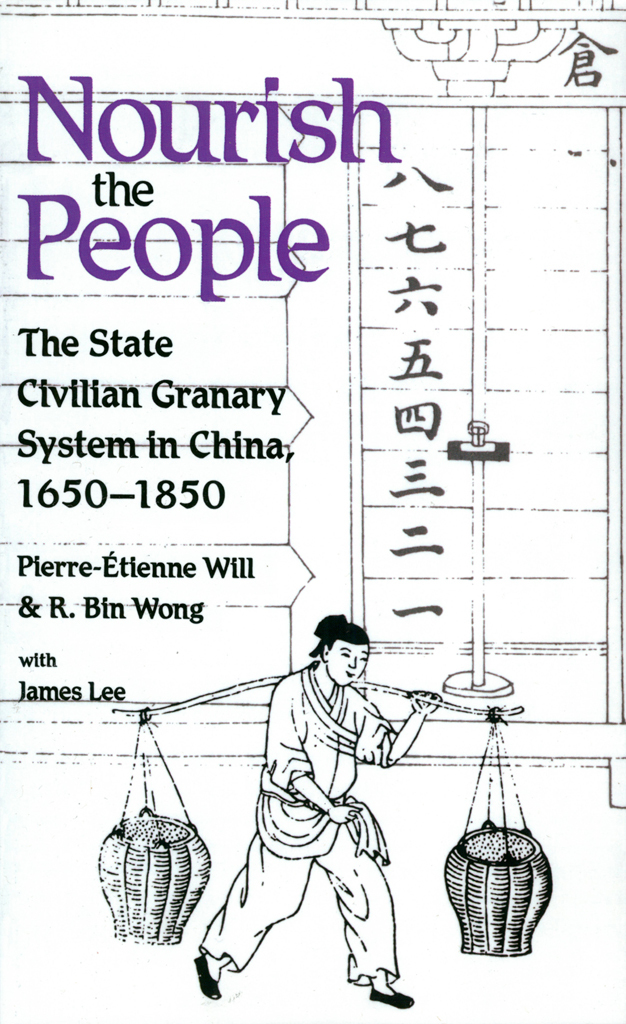 倉
Nourish
the
People
八
七
六
五
四
三
二
一
The State
Civilian Granary
System in China,
1650–1850
Pierre-Étienne Will
& R. Bin Wong
with
James Lee